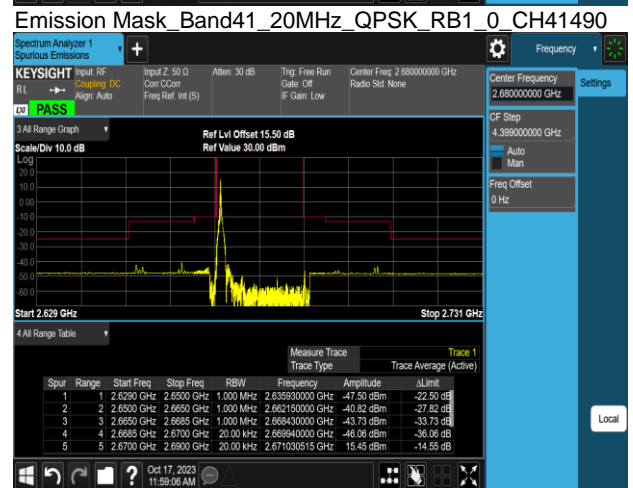 Emission Mask_Band41_20MHz_QPSK_RB1_0_CH41490
Spectrum Analyzer 1
Spurious Emissions
+
Frequency
KEYSIGHT Input: RF Input Z: 50 Ω Atten: 30 dB Trig: Free Run Center Freq: 2.680000000 GHz
RL Coupling: DC Corr CCorr Gate: Off Radio Std: None
Align: Auto Freq Ref: Int (S) IF Gain: Low
LXI PASS
Center Frequency
2.680000000 GHz
Settings
CF Step
4.399000000 GHz
Auto
Man
Freq Offset
0 Hz
3 All Range Graph
Ref Lvl Offset 15.50 dB
Scale/Div 10.0 dB Ref Value 30.00 dBm
Log
20.0
10.0
0.00
-10.0
-20.0
-30.0
-40.0
-50.0
-60.0
Start 2.629 GHz Stop 2.731 GHz
4 All Range Table
Measure Trace Trace 1
Trace Type Trace Average (Active)
Spur Range Start Freq Stop Freq RBW Frequency Amplitude ΔLimit
1 1 2.6290 GHz 2.6500 GHz 1.000 MHz 2.635930000 GHz -47.50 dBm -22.50 dB
2 2 2.6500 GHz 2.6650 GHz 1.000 MHz 2.662150000 GHz -40.82 dBm -27.82 dB
3 3 2.6650 GHz 2.6685 GHz 1.000 MHz 2.668430000 GHz -43.73 dBm -33.73 dB
4 4 2.6685 GHz 2.6700 GHz 20.00 kHz 2.669940000 GHz -46.06 dBm -36.06 dB
5 5 2.6700 GHz 2.6900 GHz 20.00 kHz 2.671030515 GHz 15.45 dBm -14.55 dB
Local
? Oct 17, 2023
11:59:06 AM